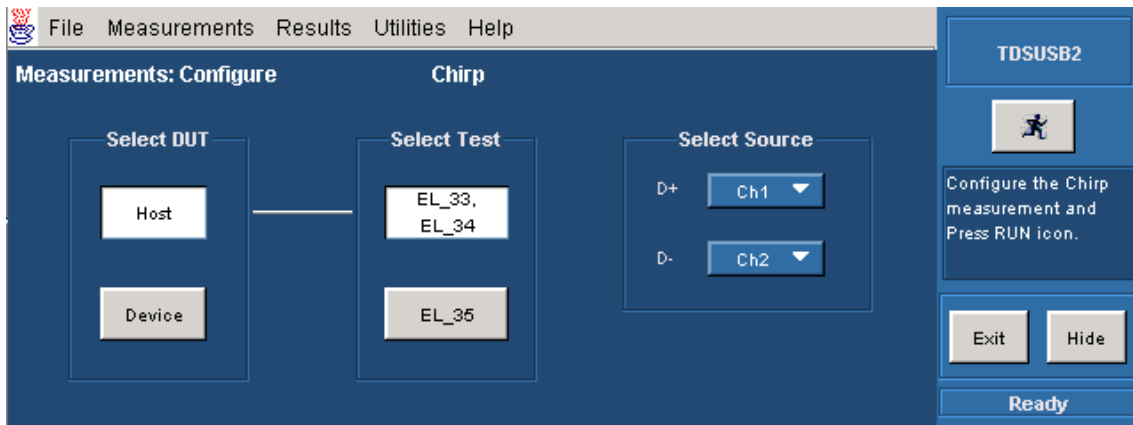 File Measurements Results Utilities Help
Measurements: Configure Chirp
Select DUT
Host
Device
Select Test
EL_33,
EL_34
EL_35
Select Source
D+ Ch1
D- Ch2
TDSUSB2
Configure the Chirp
measurement and
Press RUN icon.
Exit Hide
Ready